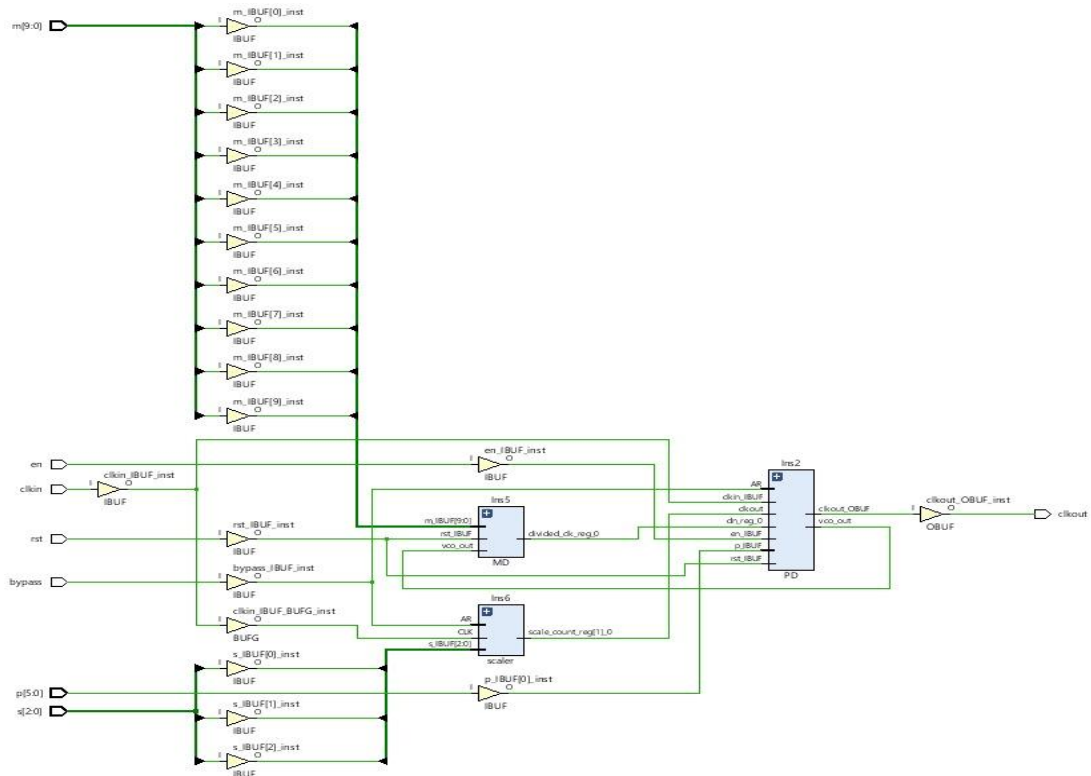 m[9:0]
m_IBUF[0]_inst
I
O
IBUF
m_IBUF[1]_inst
I
O
IBUF
m_IBUF[2]_inst
I
O
IBUF
m_IBUF[3]_inst
I
O
IBUF
m_IBUF[4]_inst
I
O
IBUF
m_IBUF[5]_inst
I
O
IBUF
m_IBUF[6]_inst
I
O
IBUF
m_IBUF[7]_inst
I
O
IBUF
m_IBUF[8]_inst
I
O
IBUF
m_IBUF[9]_inst
I
O
IBUF
en
en_IBUF_inst
I
O
IBUF
clkin
clkin_IBUF_inst
I
O
IBUF
rst
rst_IBUF_inst
I
O
IBUF
bypass
bypass_IBUF_inst
I
O
IBUF
clkin_IBUF_BUFG_inst
I
O
BUFG
Ins5
m_IBUF[9:0]
rst_IBUF
vco_out
divided_clk_reg_0
MD
Ins6
AR
CLK
s_IBUF[2:0]
scale_count_reg[1]_0
scaler
Ins2
AR
clkin_IBUF
clkout
dn_reg_0
en_IBUF
p_IBUF
rst_IBUF
clkout_OBUF
vco_out
PD
clkout_OBUF_inst
I
O
OBUF
clkout
p[5:0]
s[2:0]
s_IBUF[0]_inst
I
O
IBUF
p_IBUF[0]_inst
I
O
IBUF
s_IBUF[1]_inst
I
O
IBUF
s_IBUF[2]_inst
I
O
IBUF